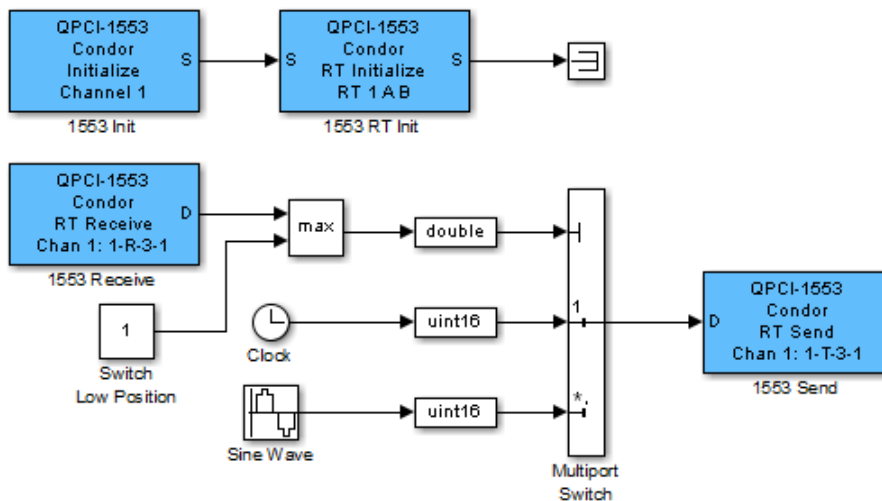 QPCI-1553
Condor
Initialize
Channel 1
S
1553 Init
S
QPCI-1553
Condor
RT Initialize
RT 1 A B
S
1553 RT Init
QPCI-1553
Condor
RT Receive
Chan 1: 1-R-3-1
D
1553 Receive
max
double
1
Switch
Low Position
Clock
uint16
1
Sine Wave
uint16
*,
Multiport
Switch
D
QPCI-1553
Condor
RT Send
Chan 1: 1-T-3-1
1553 Send